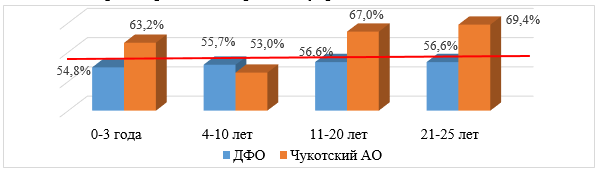 69,4%
67,0%
63,2%
55,7% 53,0% 56,6% 56,6%
54,8%
0-3 года 4-10 лет 11-20 лет 21-25 лет
ДФО Чукотский АО